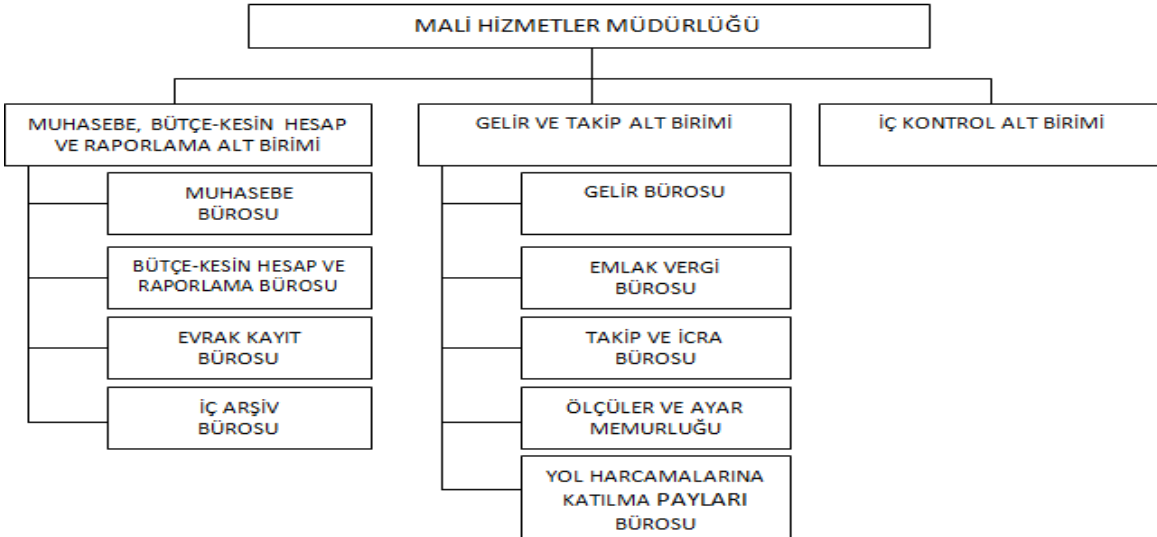 MALİ HİZMETLER MÜDÜRLÜĞÜ
MUHASEBE, BÜTÇE-KESİN HESAP
VE RAPORLAMA ALT BİRİMİ
MUHASEBE
BÜROSU
BÜTÇE-KESİN HESAP VE
RAPORLAMA BÜROSU
EVRAK KAYIT
BÜROSU
İÇ ARŞİV
BÜROSU
GELİR VE TAKİP ALT BİRİMİ
GELİR BÜROSU
EMLAK VERGİ
BÜROSU
TAKİP VE İCRA
BÜROSU
ÖLÇÜLER VE AYAR
MEMURLUĞU
YOL HARCAMALARINA
KATILMA PAYLARI
BÜROSU
İÇ KONTROL ALT BİRİMİ